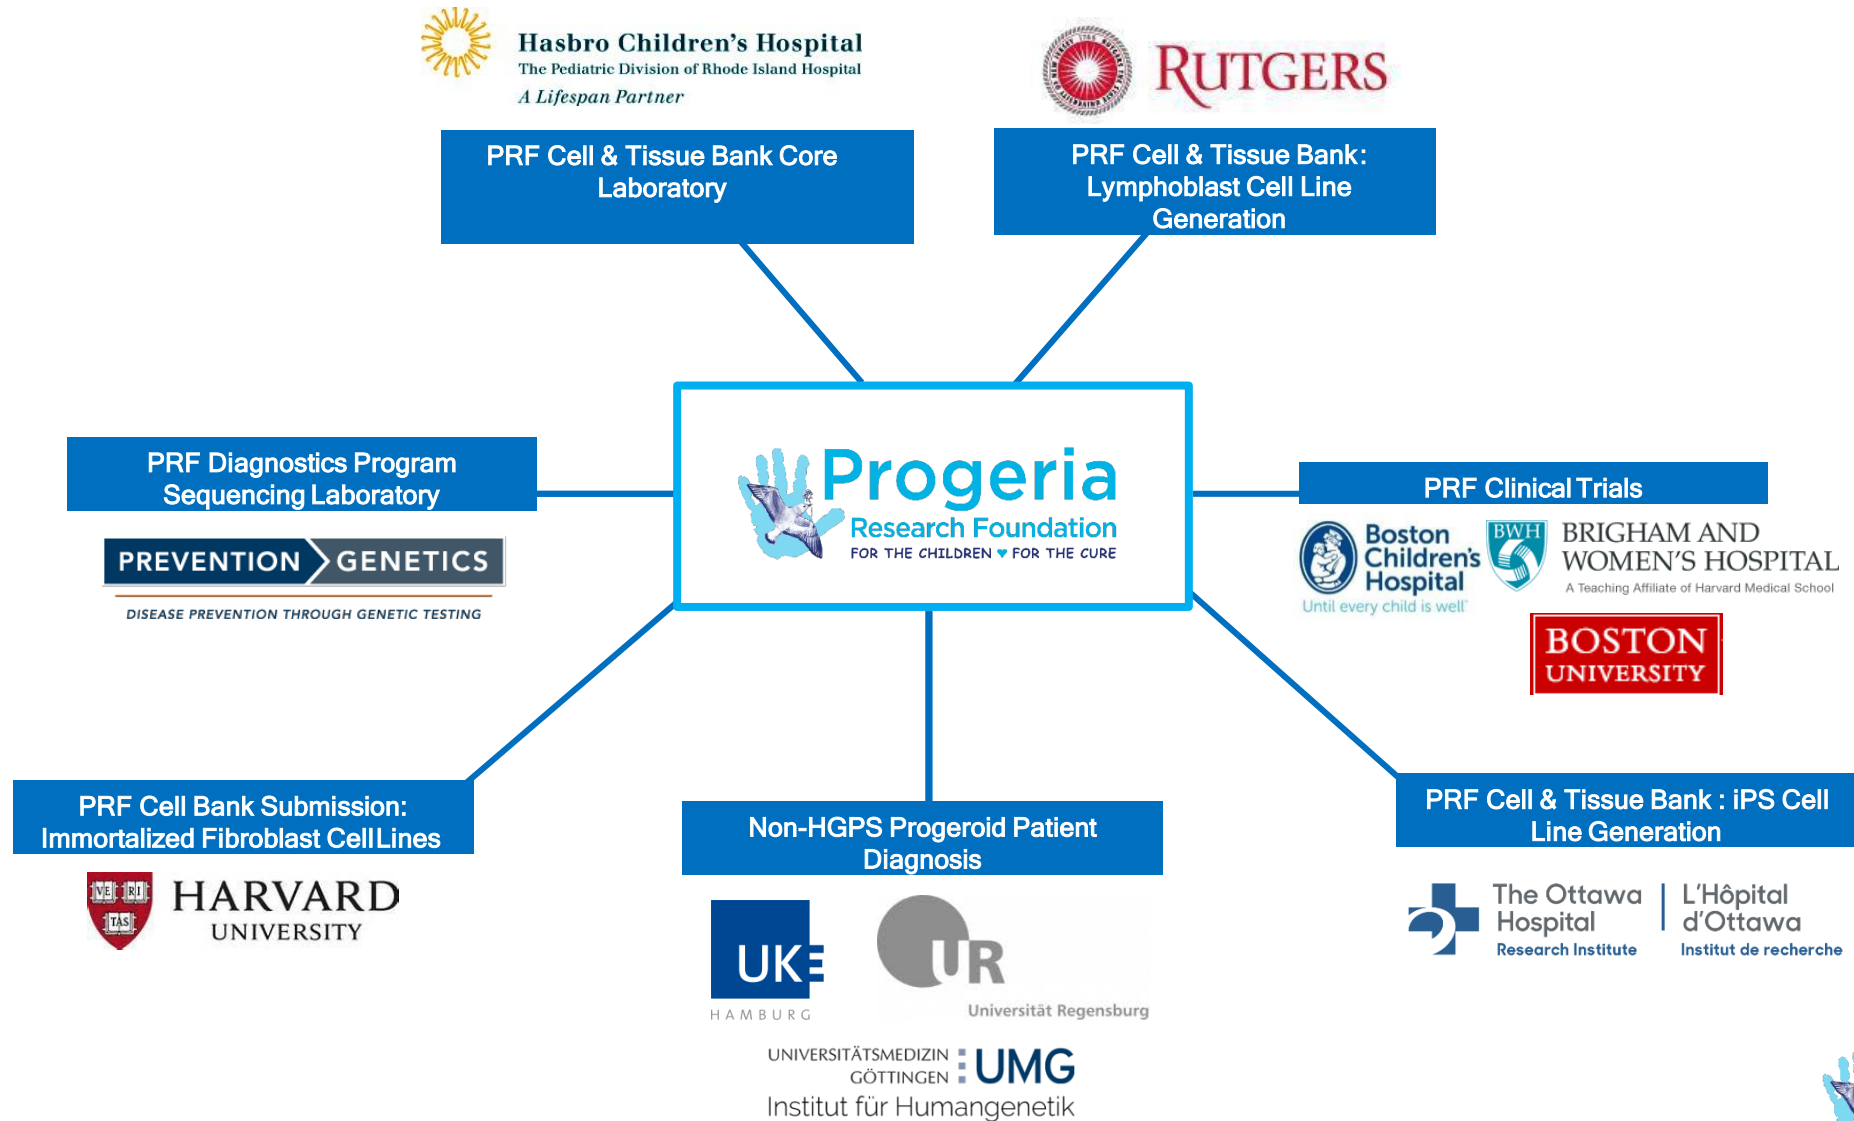 Hasbro Children's Hospital
The Pediatric Division of Rhode Island Hospital
A Lifespan Partner
RUTGERS
PRF Cell & Tissue Bank Core
Laboratory
PRF Cell & Tissue Bank:
Lymphoblast Cell Line
Generation
PRF Diagnostics Program
Sequencing Laboratory
PREVENTION GENETICS
DISEASE PREVENTION THROUGH GENETIC TESTING
Progeria
Research Foundation
FOR THE CHILDREN ♥ FOR THE CURE
PRF Clinical Trials
Boston
Children's
Hospital
Until every child is well
BWH
BRIGHAM AND
WOMEN'S HOSPITAL
A Teaching Affiliate of Harvard Medical School
BOSTON
UNIVERSITY
PRF Cell Bank Submission:
Immortalized Fibroblast Cell Lines
VE RI
TAS
HARVARD
UNIVERSITY
Non-HGPS Progeroid Patient
Diagnosis
UKE
HAMBURG
UR
Universität Regensburg
UNIVERSITÄTSMEDIZIN
GÖTTINGEN
UMG
Institut für Humangenetik
PRF Cell & Tissue Bank : iPS Cell
Line Generation
The Ottawa
Hospital
Research Institute
L'Hôpital
d'Ottawa
Institut de recherche